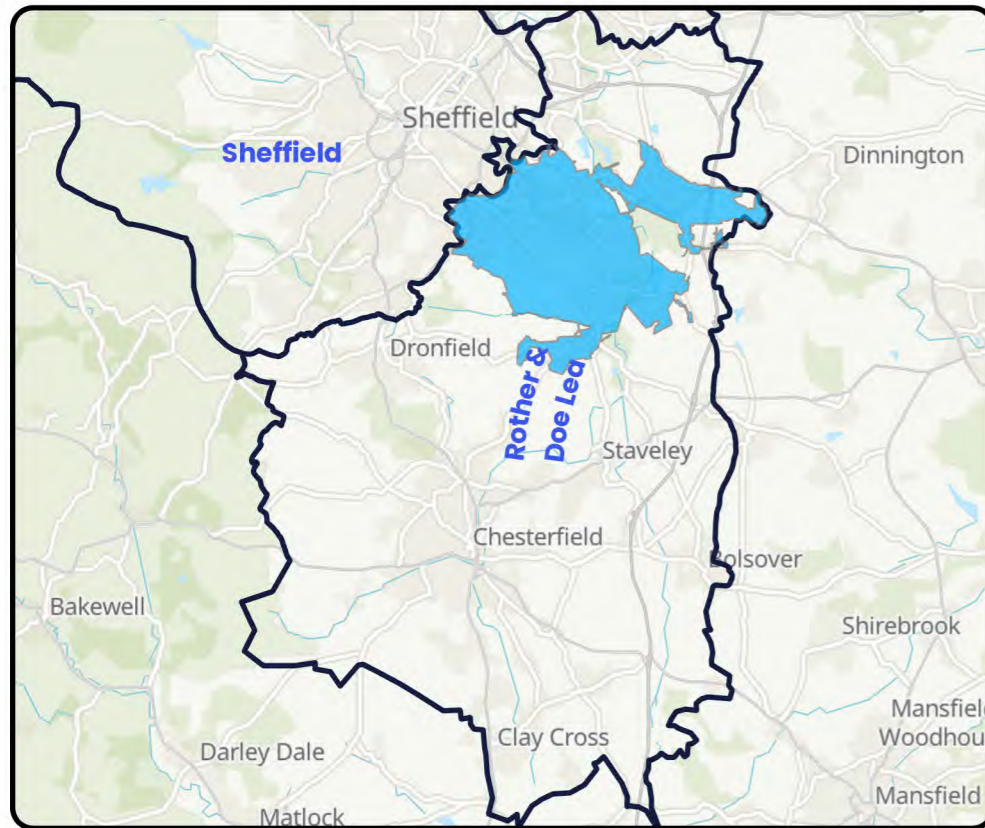 Sheffield
Sheffield
Dinnington
Dronfield
Rother &
Doe Lea
Staveley
Chesterfield
Bolsover
Bakewell
Shirebrook
Mansfiel
Woodhou
Clay Cross
Darley Dale
Mansfield
Matlock